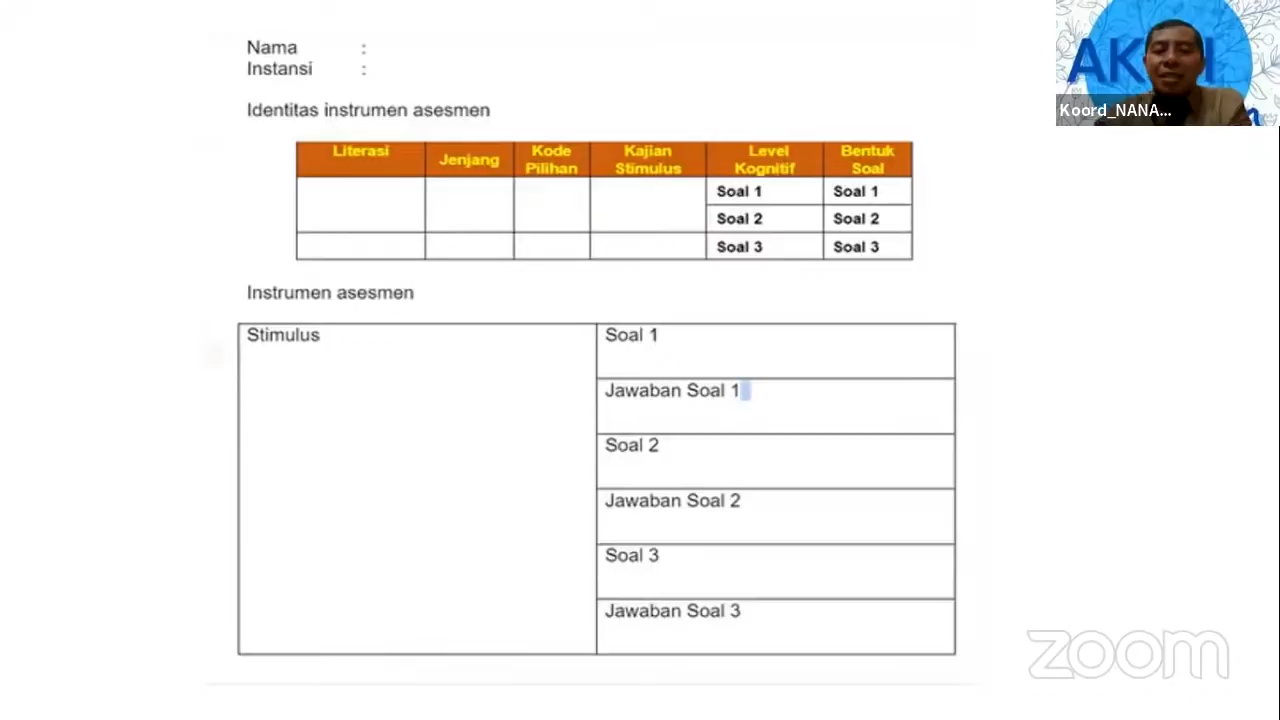 Nama :
Instansi :
Identitas instrumen asesmen
Literasi Jenjang Kode Pilihan Kajian Stimulus Level Kognitif Bentuk Soal
Soal 1 Soal 1
Soal 2 Soal 2
Soal 3 Soal 3
Instrumen asesmen
Stimulus
Soal 1
Jawaban Soal 1
Soal 2
Jawaban Soal 2
Soal 3
Jawaban Soal 3
Koord_NANA...
zoom